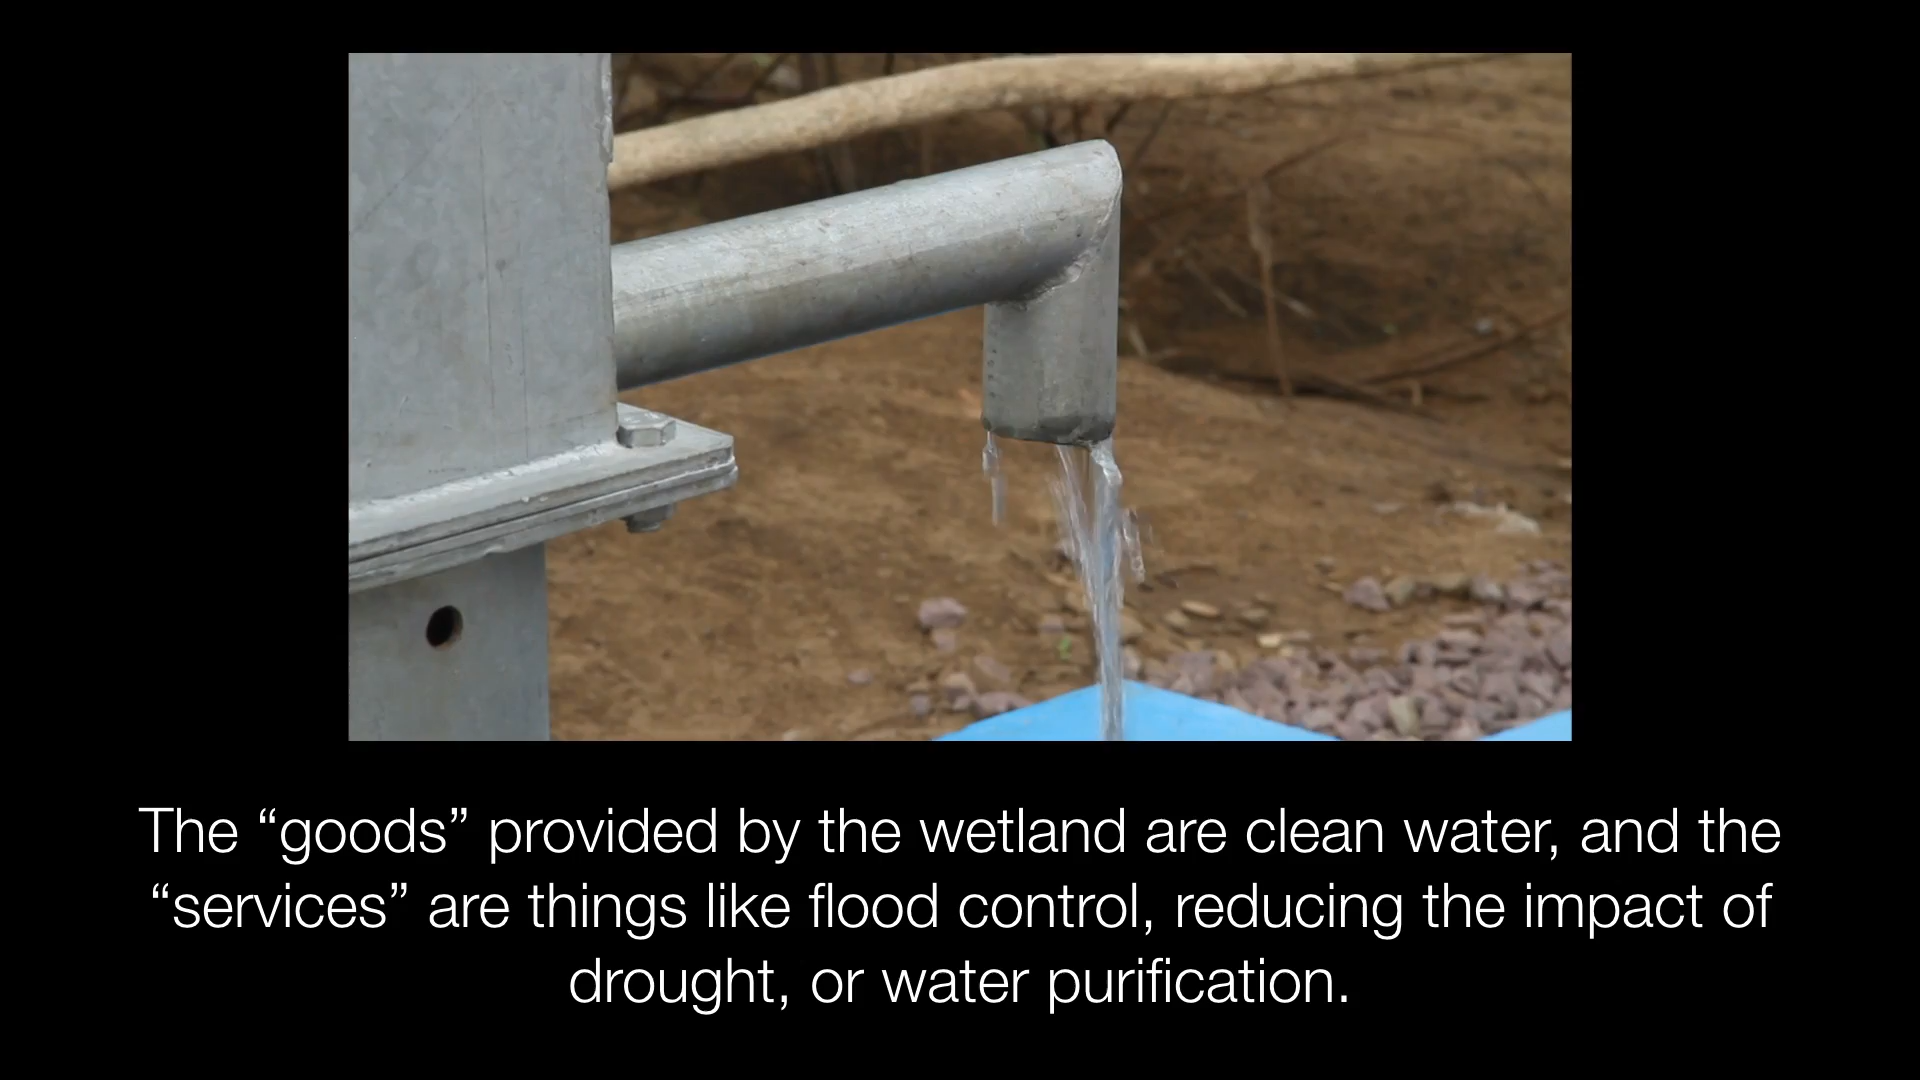 The “goods” provided by the wetland are clean water, and the
“services” are things like flood control, reducing the impact of
drought, or water purification.